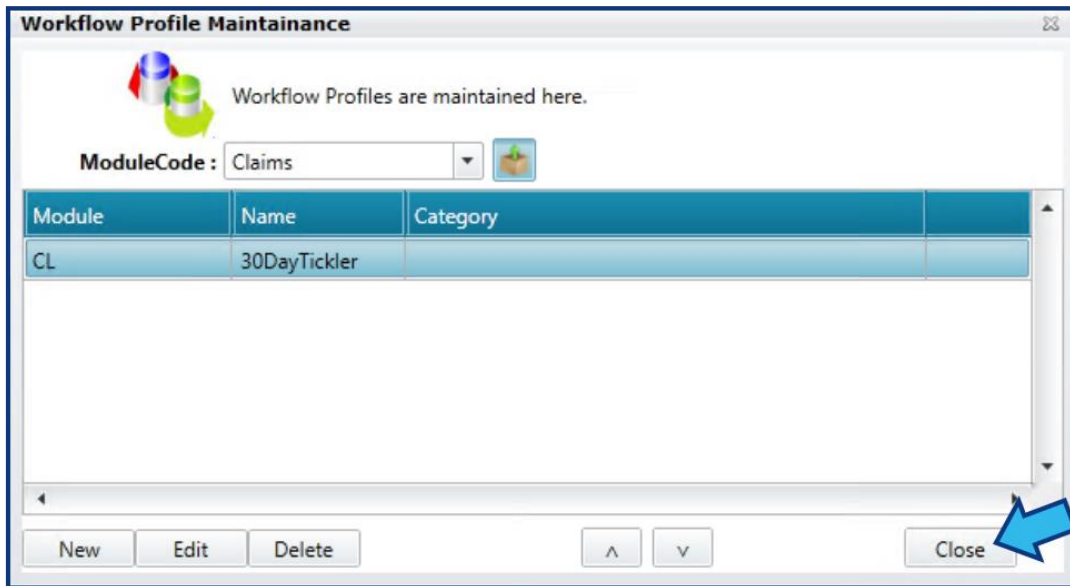 Workflow Profile Maintainance
Workflow Profiles are maintained here.
ModuleCode : Claims
Module Name Category
CL 30DayTickler
New Edit Delete ʌ v Close